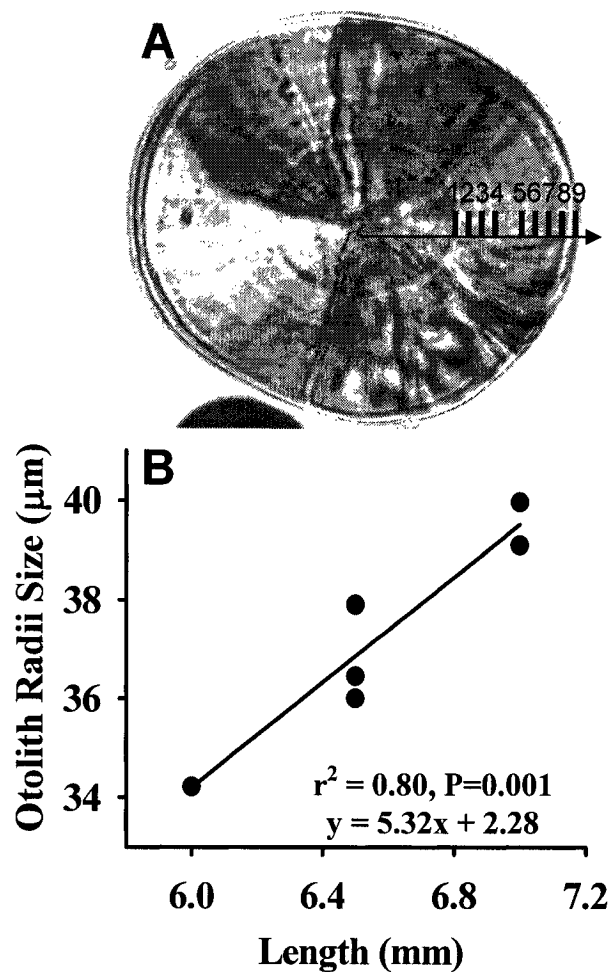 A
1234 56789
B
Otolith Radii Size (μm)
40
38
36
34
r² = 0.80, P=0.001
y = 5.32x + 2.28
6.0 6.4 6.8 7.2
Length (mm)